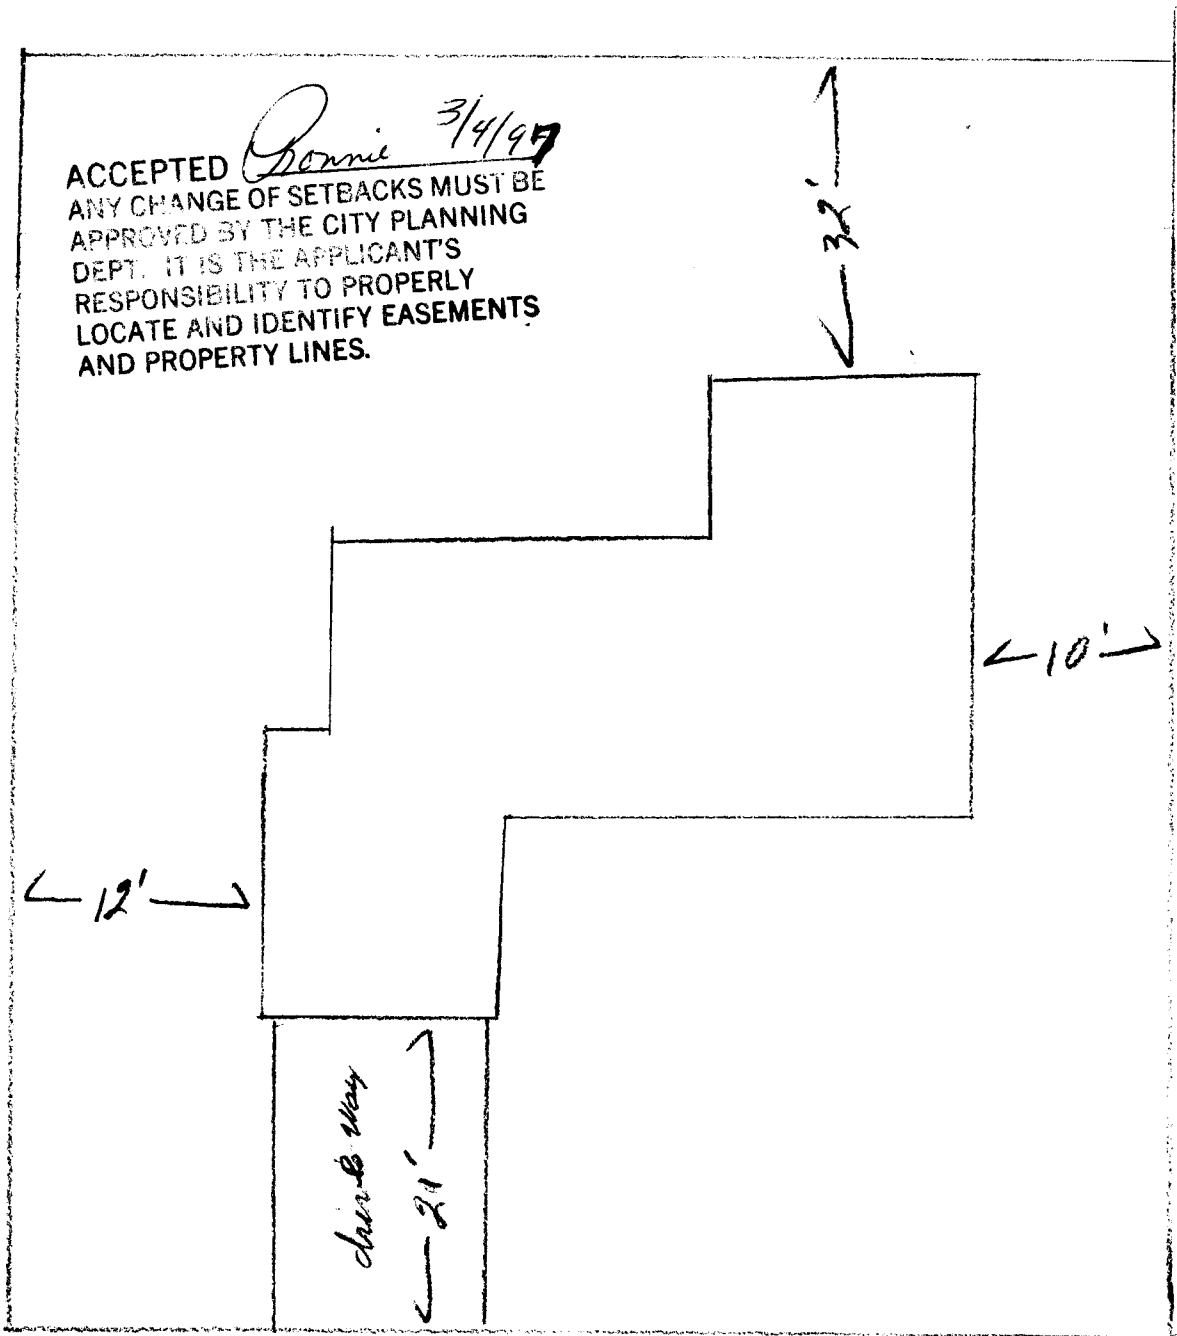 ACCEPTED Ronnie 3/4/97
ANY CHANGE OF SETBACKS MUST BE
APPROVED BY THE CITY PLANNING
DEPT. IT IS THE APPLICANT'S
RESPONSIBILITY TO PROPERLY
LOCATE AND IDENTIFY EASEMENTS
AND PROPERTY LINES.
32'
10'
12'
drive way
21'